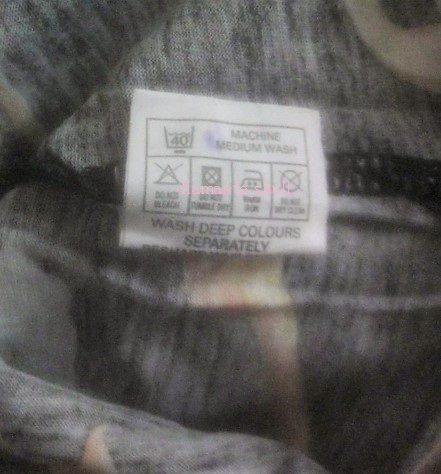 40
MACHINE
MEDIUM WASH
DO NOT
BLEACH
DO NOT
TUMBLE DRY
WARM
IRON
DO NOT
DRY CLEAN
WASH DEEP COLOURS
SEPARATELY